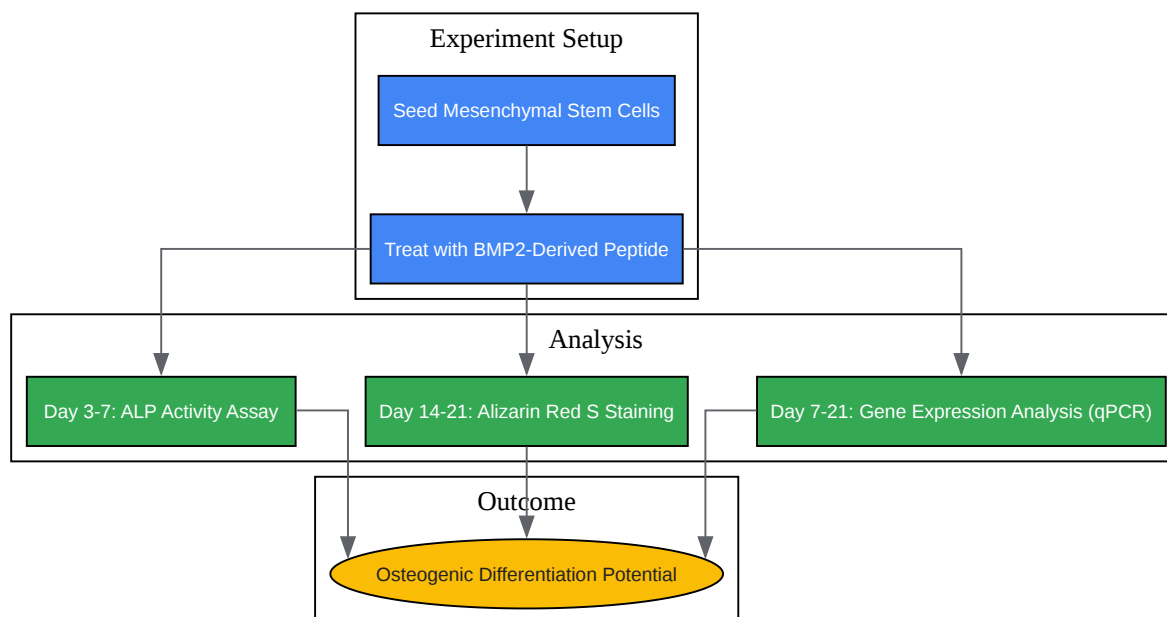 Experiment Setup
Seed Mesenchymal Stem Cells
Treat with BMP2-Derived Peptide
Analysis
Day 3-7: ALP Activity Assay
Day 14-21: Alizarin Red S Staining
Day 7-21: Gene Expression Analysis (qPCR)
Outcome
Osteogenic Differentiation Potential